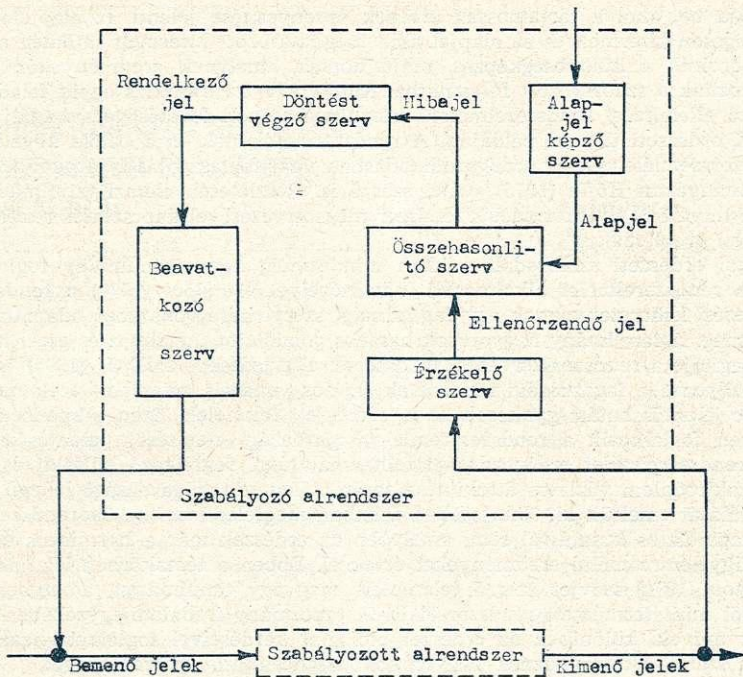 Rendelkező
jel
Döntést
végző szerv
Hibajel
Alap-
jel
képző
szerv
Alapjel
Beavat-
kozó
szerv
Összehasonli-
tó szerv
Ellenőrzendő jel
Érzékelő
szerv
Szabályozó alrendszer
Bemenő jelek
Szabályozott alrendszer
Kimenő jelek